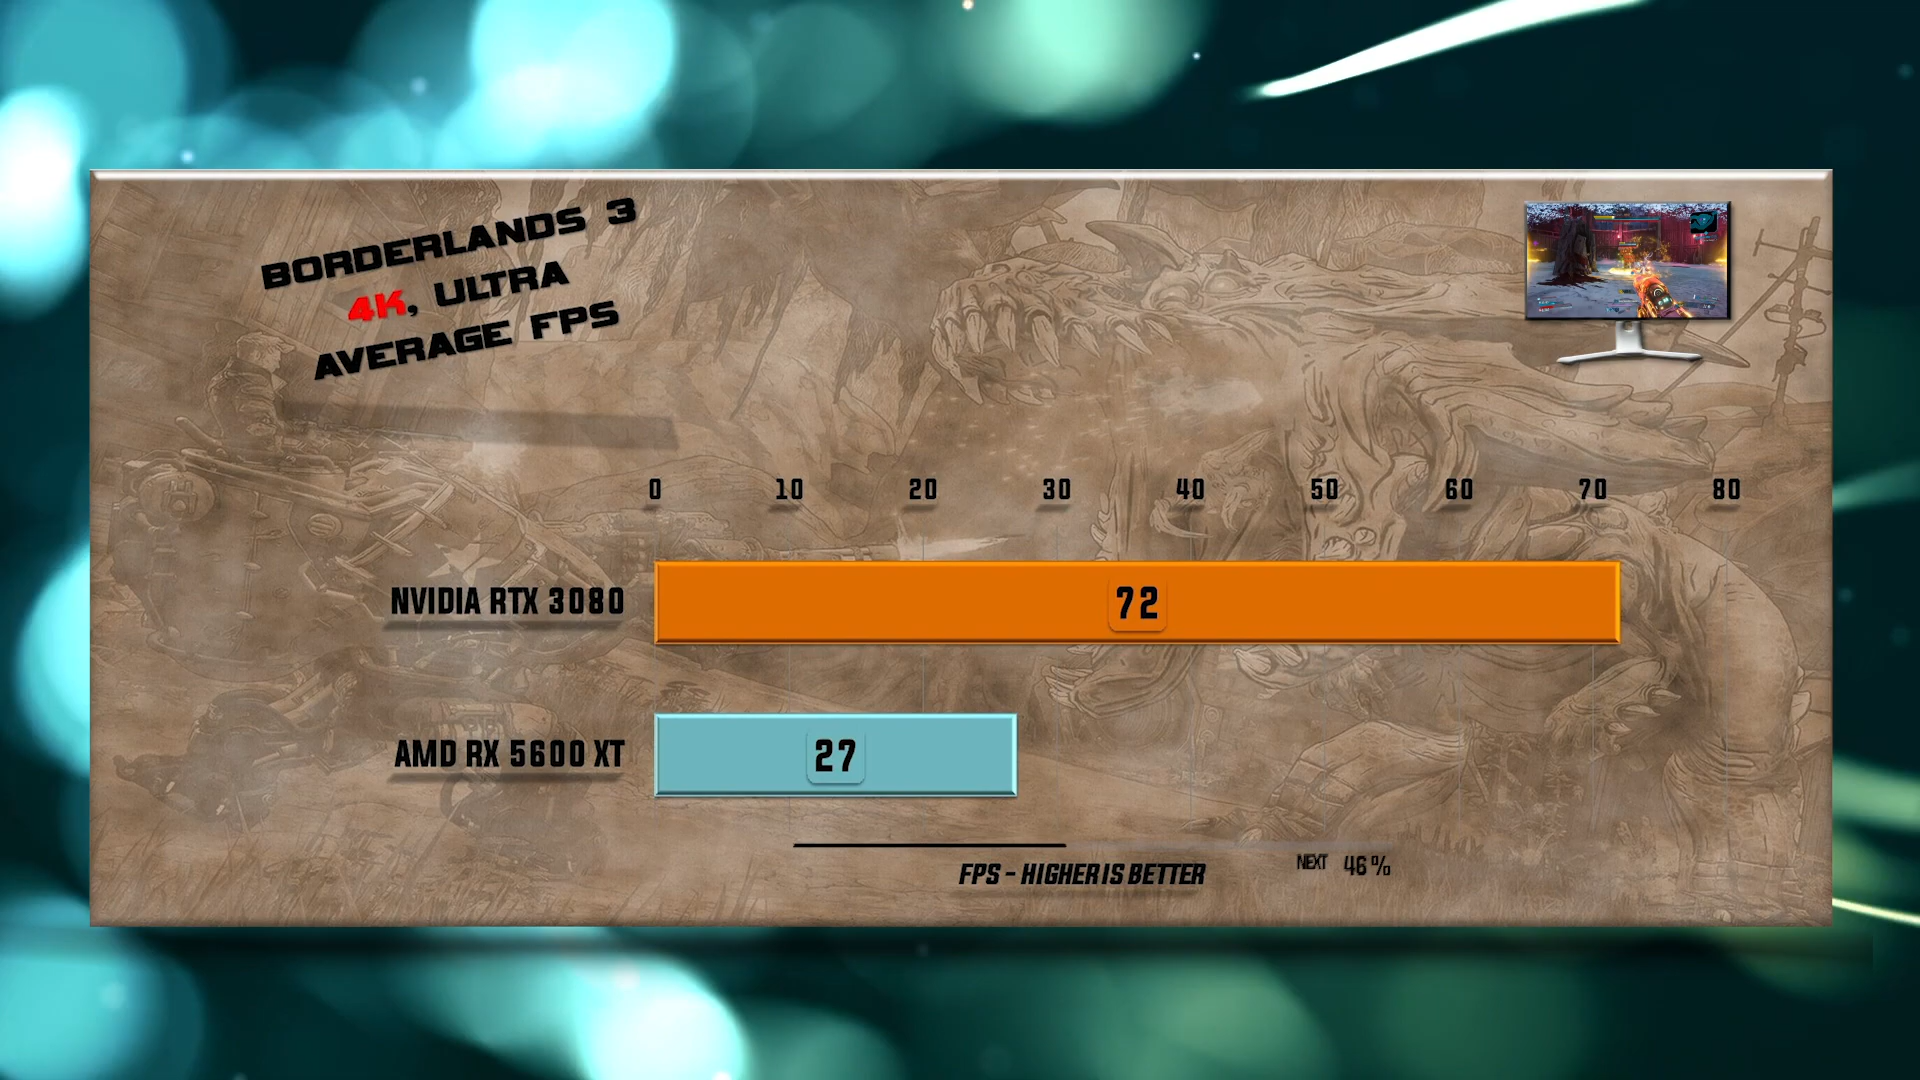 BORDERLANDS 3
4K, ULTRA
AVERAGE FPS
0 10 20 30 40 50 60 70 80
NVIDIA RTX 3080 72
AMD RX 5600 XT 27
FPS - HIGHER IS BETTER
NEXT 46%